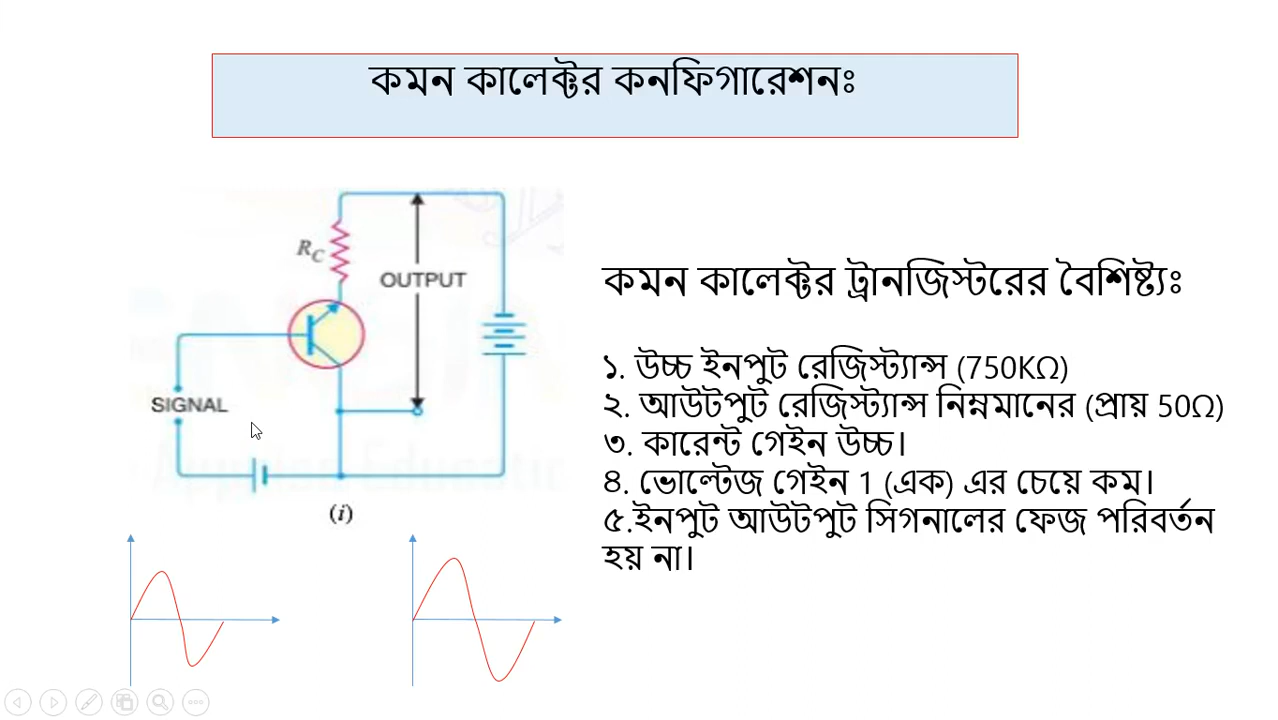 কমন কালেক্টর কনফিগারেশনঃ
R_C
OUTPUT
SIGNAL
(i)
কমন কালেক্টর ট্রানজিস্টরের বৈশিষ্ট্যঃ
১. উচ্চ ইনপুট রেজিস্ট্যান্স (750KΩ)
২. আউটপুট রেজিস্ট্যান্স নিম্নমানের (প্রায় 50Ω)
৩. কারেন্ট গেইন উচ্চ।
৪. ভোল্টেজ গেইন 1 (এক) এর চেয়ে কম।
৫.ইনপুট আউটপুট সিগনালের ফেজ পরিবর্তন
হয় না।